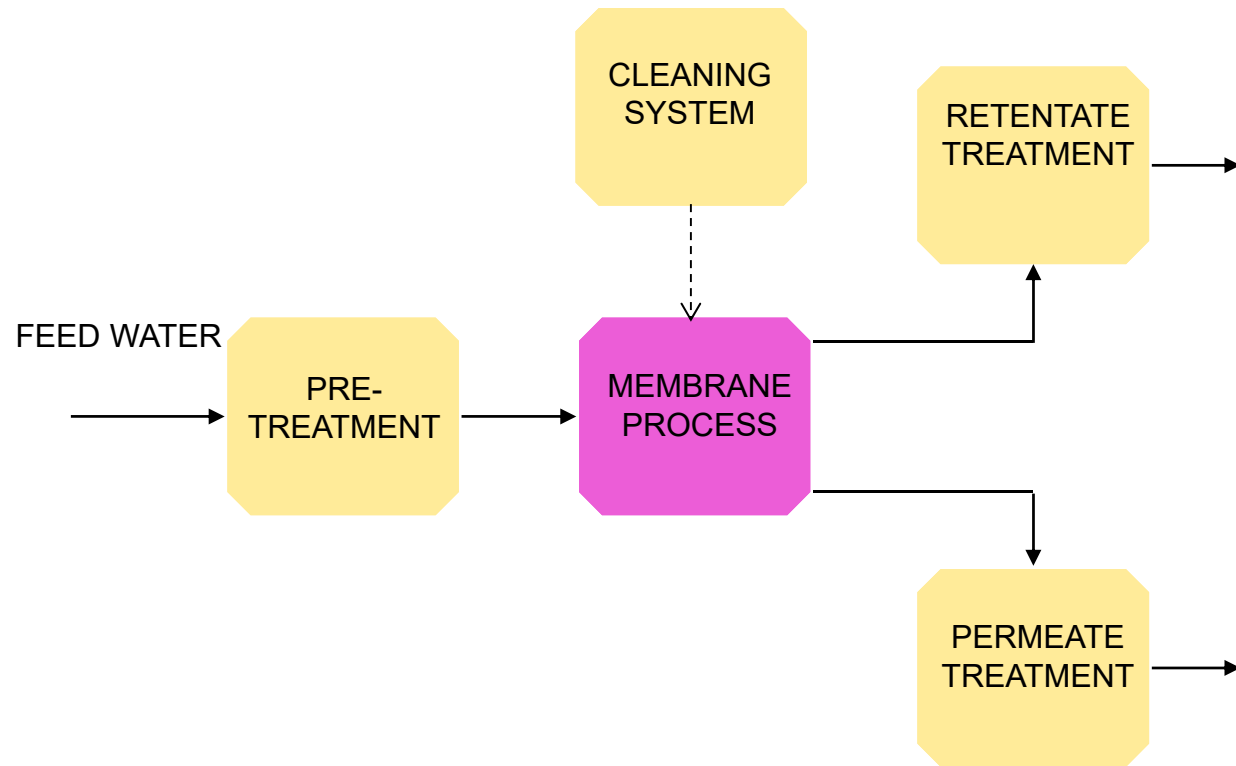 CLEANING
SYSTEM
RETENTATE
TREATMENT
FEED WATER
PRE-
TREATMENT
MEMBRANE
PROCESS
PERMEATE
TREATMENT